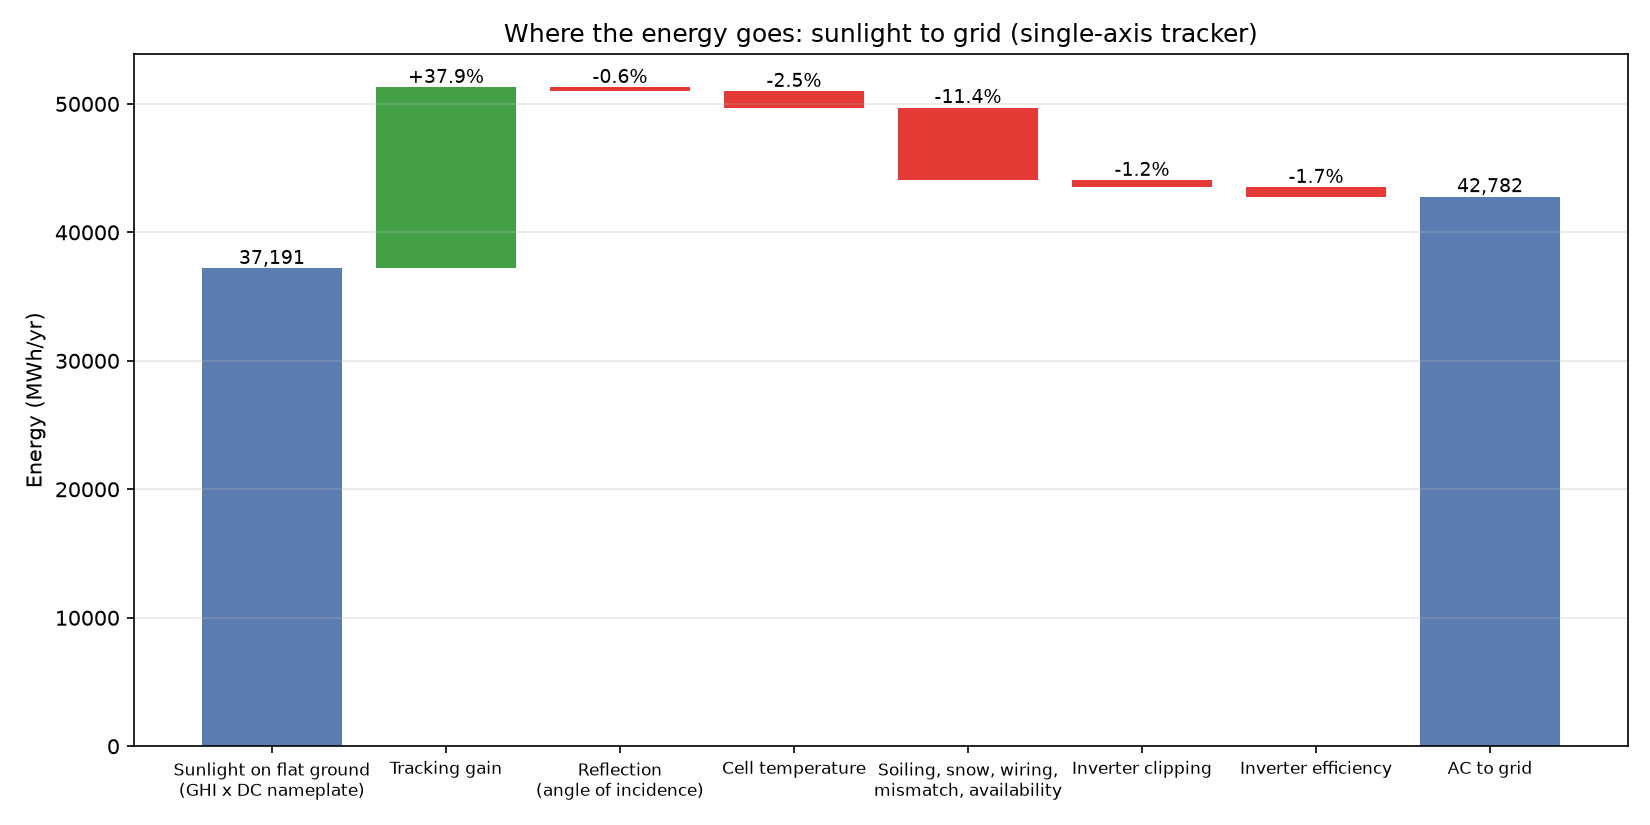 Where the energy goes: sunlight to grid (single-axis tracker)
Energy (MWh/yr)
50000
40000
30000
20000
10000
0
37,191
+37.9%
-0.6%
-2.5%
-11.4%
-1.2%
-1.7%
42,782
Sunlight on flat ground
(GHI x DC nameplate)
Tracking gain
Reflection
(angle of incidence)
Cell temperature
Soiling, snow, wiring,
mismatch, availability
Inverter clipping
Inverter efficiency
AC to grid